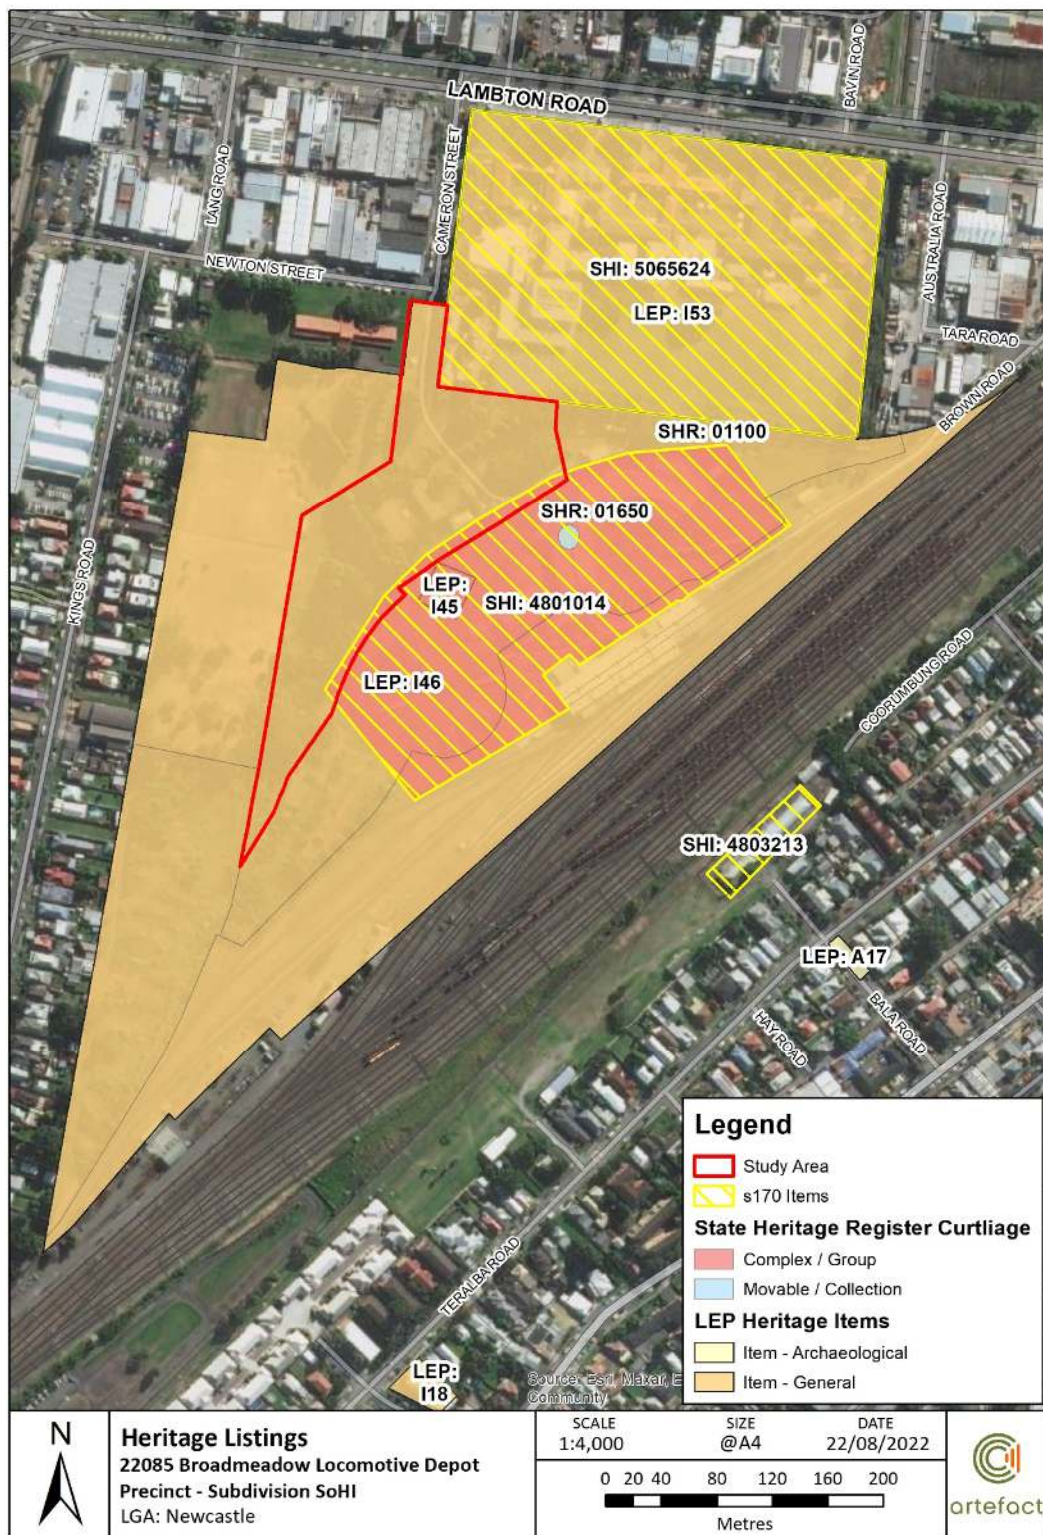 LAMBTON ROAD
BAVIN ROAD
CAMERON STREET
LANG ROAD
NEWTON STREET
AUSTRALIA ROAD
SHI: 5065624
LEP: I53
TARA ROAD
BROWN ROAD
SHR: 01100
SHR: 01650
KINGS ROAD
LEP:
I45
SHI: 4801014
LEP: I46
COORUMBUNG ROAD
SHI: 4803213
LEP: A17
BALA ROAD
HAY ROAD
TERALBA ROAD
LEP:
I18
Legend
Study Area
s170 Items
State Heritage Register Curtliage
Complex / Group
Movable / Collection
LEP Heritage Items
Item - Archaeological
Item - General
Source: Esri, Maxar, E
Community
N
Heritage Listings
22085 Broadmeadow Locomotive Depot
Precinct - Subdivision SoHI
LGA: Newcastle
SCALE
1:4,000
SIZE
@A4
DATE
22/08/2022
0 20 40 80 120 160 200
Metres
artefact